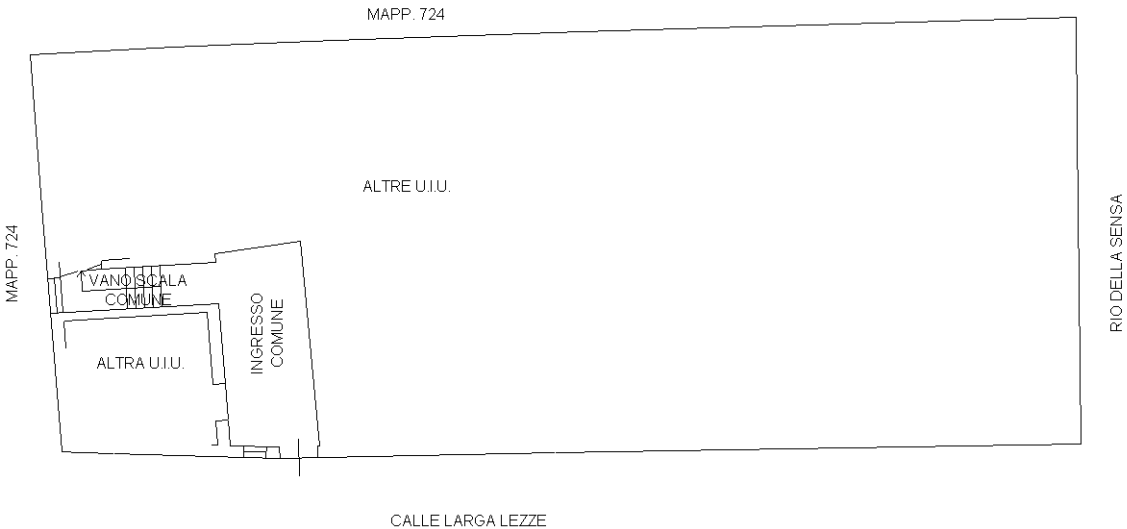 MAPP. 724
ALTRE U.I.U.
RIO DELLA SENSA
MAPP. 724
VANO SCALA
COMUNE
INGRESSO
COMUNE
ALTRA U.I.U.
CALLE LARGA LEZZE